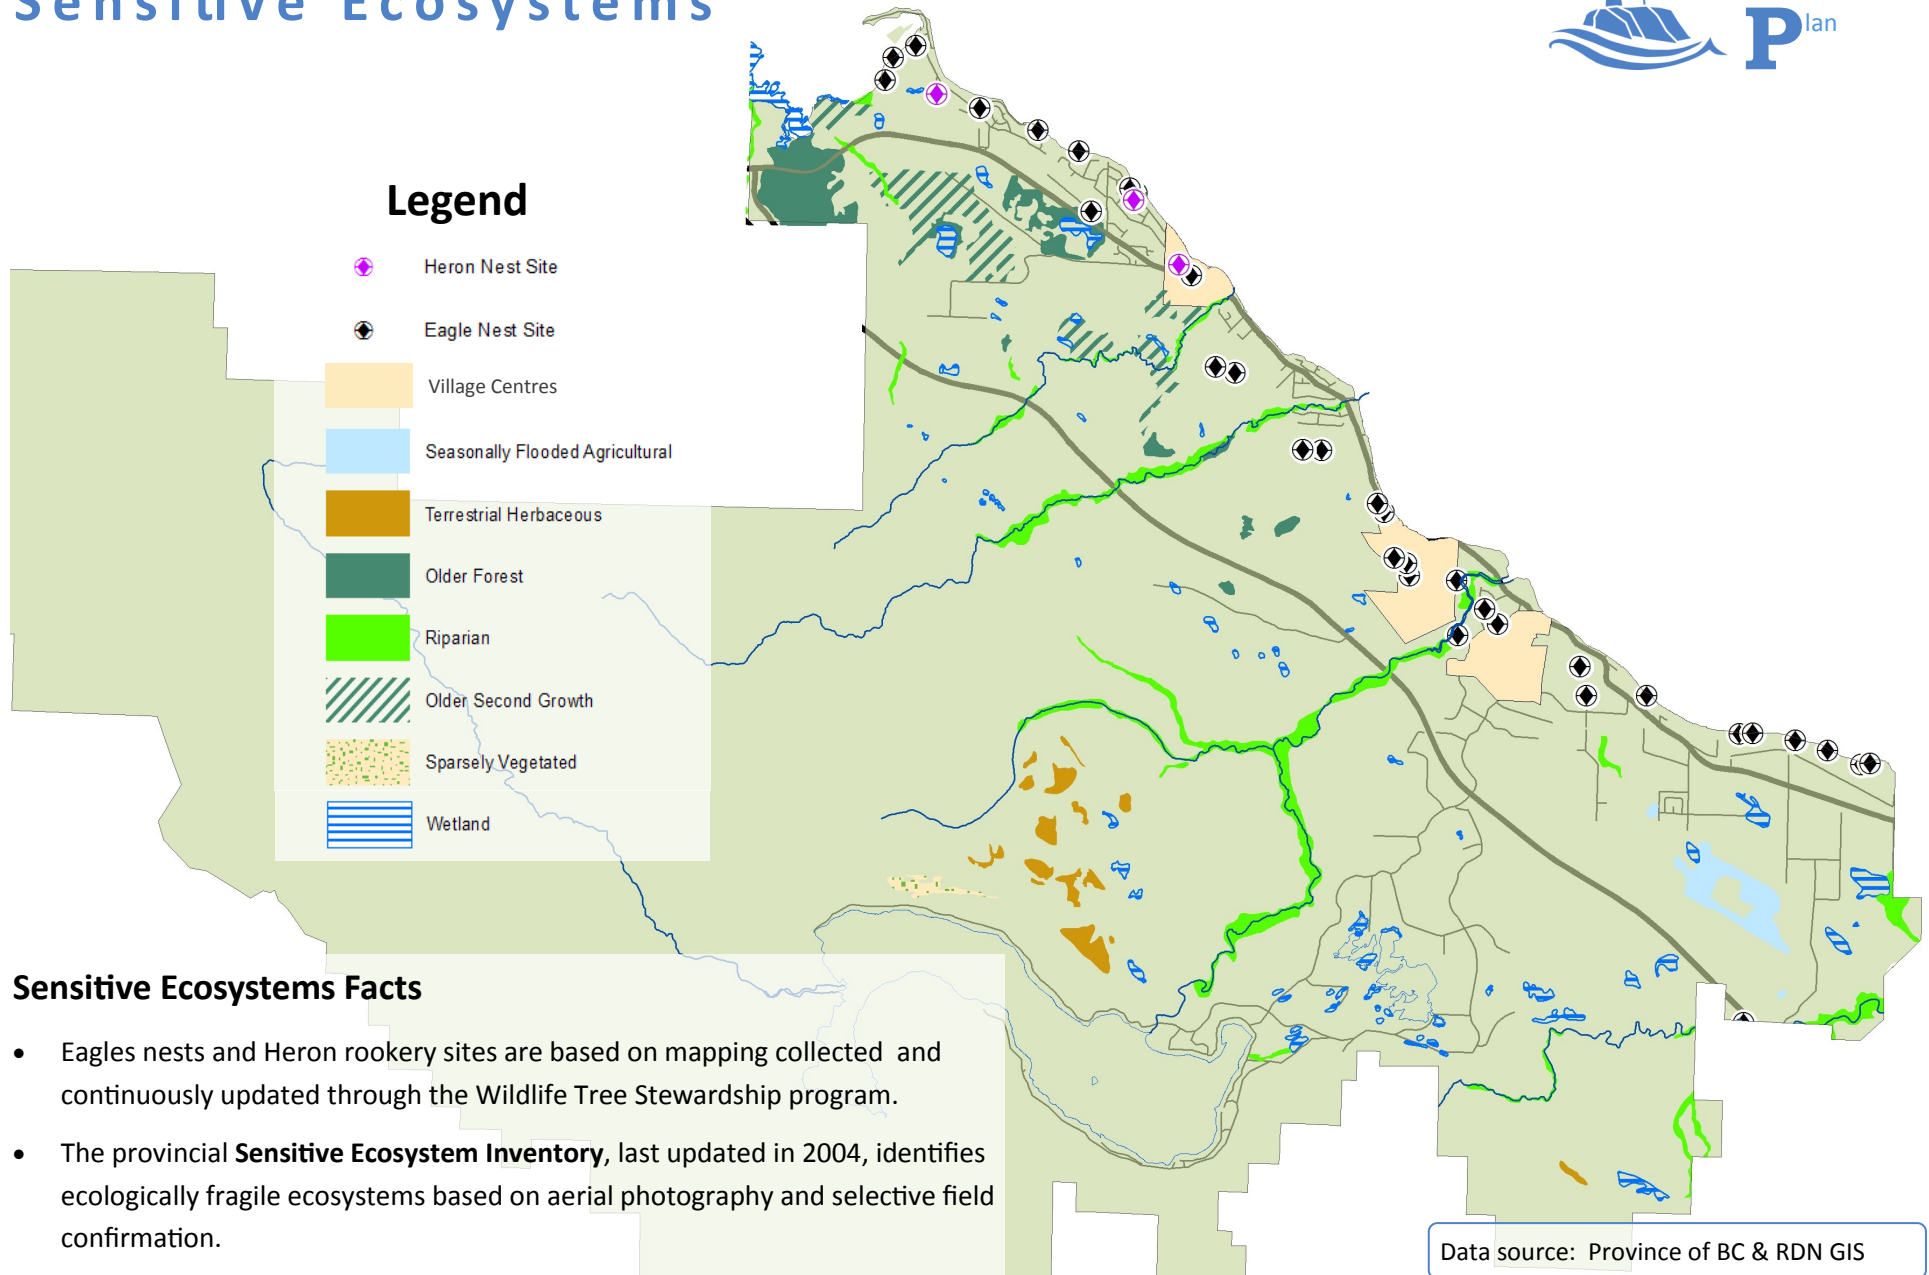 Sensitive Ecosystems
Plan
Legend
Heron Nest Site
Eagle Nest Site
Village Centres
Seasonally Flooded Agricultural
Terrestrial Herbaceous
Older Forest
Riparian
Older Second Growth
Sparsely Vegetated
Wetland
Sensitive Ecosystems Facts
• Eagles nests and Heron rookery sites are based on mapping collected and
continuously updated through the Wildlife Tree Stewardship program.
• The provincial Sensitive Ecosystem Inventory, last updated in 2004, identifies
ecologically fragile ecosystems based on aerial photography and selective field
confirmation.
Data source: Province of BC & RDN GIS